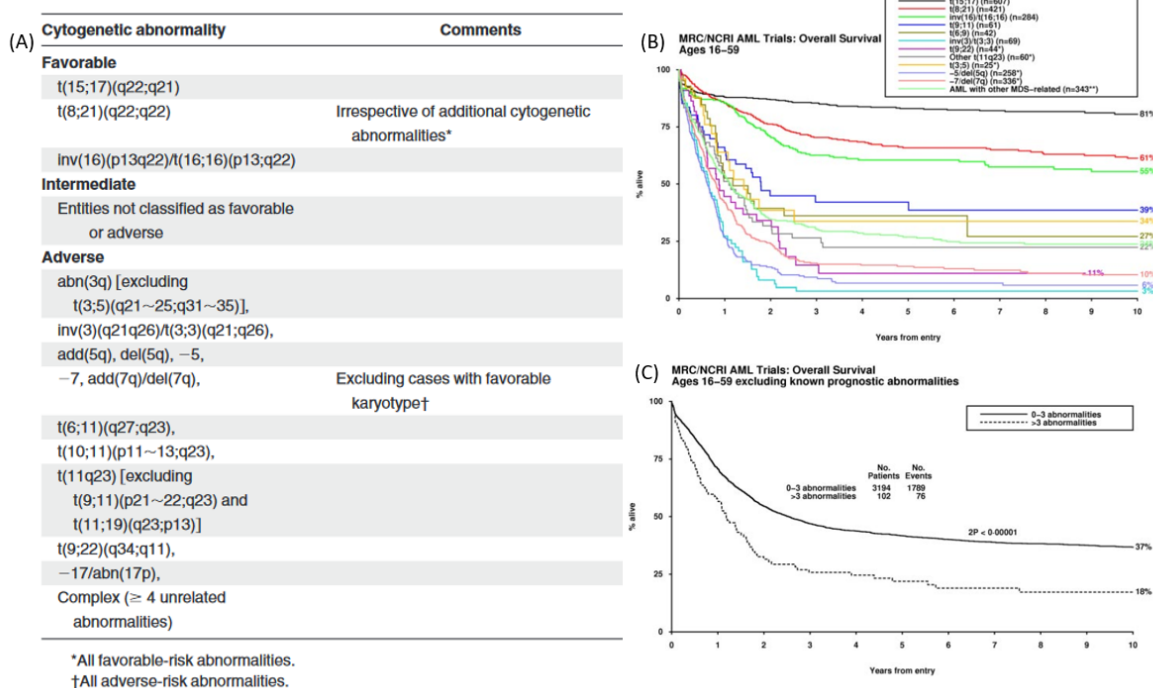 (A)
Cytogenetic abnormality Comments
Favorable
t(15;17)(q22;q21)
t(8;21)(q22;q22) Irrespective of additional cytogenetic
abnormalities*
inv(16)(p13q22)/t(16;16)(p13;q22)
Intermediate
Entities not classified as favorable
or adverse
Adverse
abn(3q) [excluding
t(3;5)(q21~25;q31~35)],
inv(3)(q21q26)/t(3;3)(q21;q26),
add(5q), del(5q), −5,
−7, add(7q)/del(7q), Excluding cases with favorable
karyotype†
t(6;11)(q27;q23),
t(10;11)(p11~13;q23),
t(11q23) [excluding
t(9;11)(p21~22;q23) and
t(11;19)(q23;p13)]
t(9;22)(q34;q11),
−17/abn(17p),
Complex (≥ 4 unrelated
abnormalities)
*All favorable-risk abnormalities.
†All adverse-risk abnormalities.
(B)
MRC/NCRI AML Trials: Overall Survival
Ages 16−59
t(15;17) (n=607)
t(8;21) (n=421)
inv(16)/t(16;16) (n=284)
t(9;11) (n=61)
t(6;9) (n=42)
inv(3)/t(3;3) (n=69)
t(9;22) (n=44*)
Other t(11q23) (n=60*)
t(3;5) (n=25*)
−5/del(5q) (n=258*)
−7/del(7q) (n=336*)
AML with other MDS−related (n=343**)
% alive
100
75
50
25
0
81%
61%
55%
39%
34%
27%
22%
11%
10%
6%
3%
0 1 2 3 4 5 6 7 8 9 10
Years from entry
(C)
MRC/NCRI AML Trials: Overall Survival
Ages 16−59 excluding known prognostic abnormalities
0−3 abnormalities
>3 abnormalities
No. No.
Patients Events
0−3 abnormalities 3194 1789
>3 abnormalities 102 76
2P < 0·00001
% alive
100
75
50
25
0
37%
18%
0 1 2 3 4 5 6 7 8 9 10
Years from entry